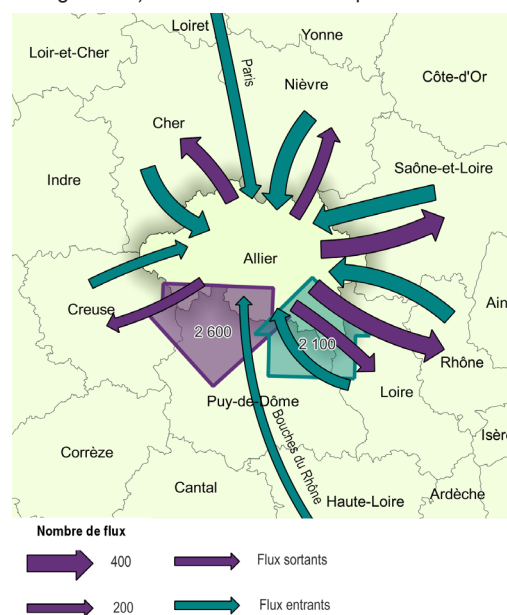 Loiret
Yonne
Loir-et-Cher
Paris
Nièvre
Côte-d'Or
Cher
Indre
Saône-et-Loire
Allier
Creuse
Ain
2 600
2 100
Rhône
Puy-de-Dôme
Loire
Bouches du Rhône
Isère
Corrèze
Cantal
Haute-Loire
Ardèche
Nombre de flux
400
Flux sortants
200
Flux entrants